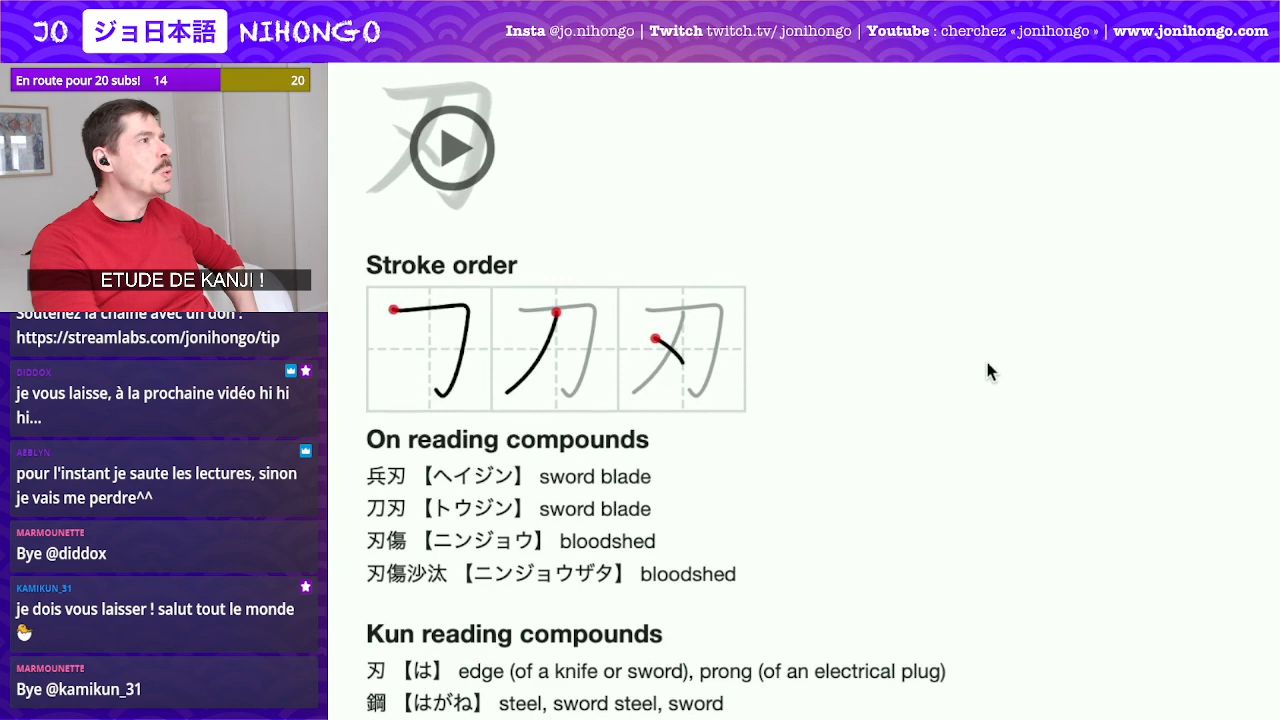 JO ジョ日本語 NIHONGO
Insta @jo.nihongo | Twitch twitch.tv/jonihongo | Youtube : cherchez « jonihongo » | www.jonihongo.com
En route pour 20 subs! 14 20
ETUDE DE KANJI !
Soutenez la chaîne avec un don :
https://streamlabs.com/jonihongo/tip
DIDDOX
je vous laisse, à la prochaine vidéo hi hi
hi...
AEBLYN
pour l'instant je saute les lectures, sinon
je vais me perdre^^
MARMOUNETTE
Bye @diddox
KAMIKUN_31
je dois vous laisser ! salut tout le monde
🐣
MARMOUNETTE
Bye @kamikun_31
刃
Stroke order
On reading compounds
兵刃 【ヘイジン】 sword blade
刀刃 【トウジン】 sword blade
刃傷 【ニンジョウ】 bloodshed
刃傷沙汰 【ニンジョウザタ】 bloodshed
Kun reading compounds
刃 【は】 edge (of a knife or sword), prong (of an electrical plug)
鋼 【はがね】 steel, sword steel, sword